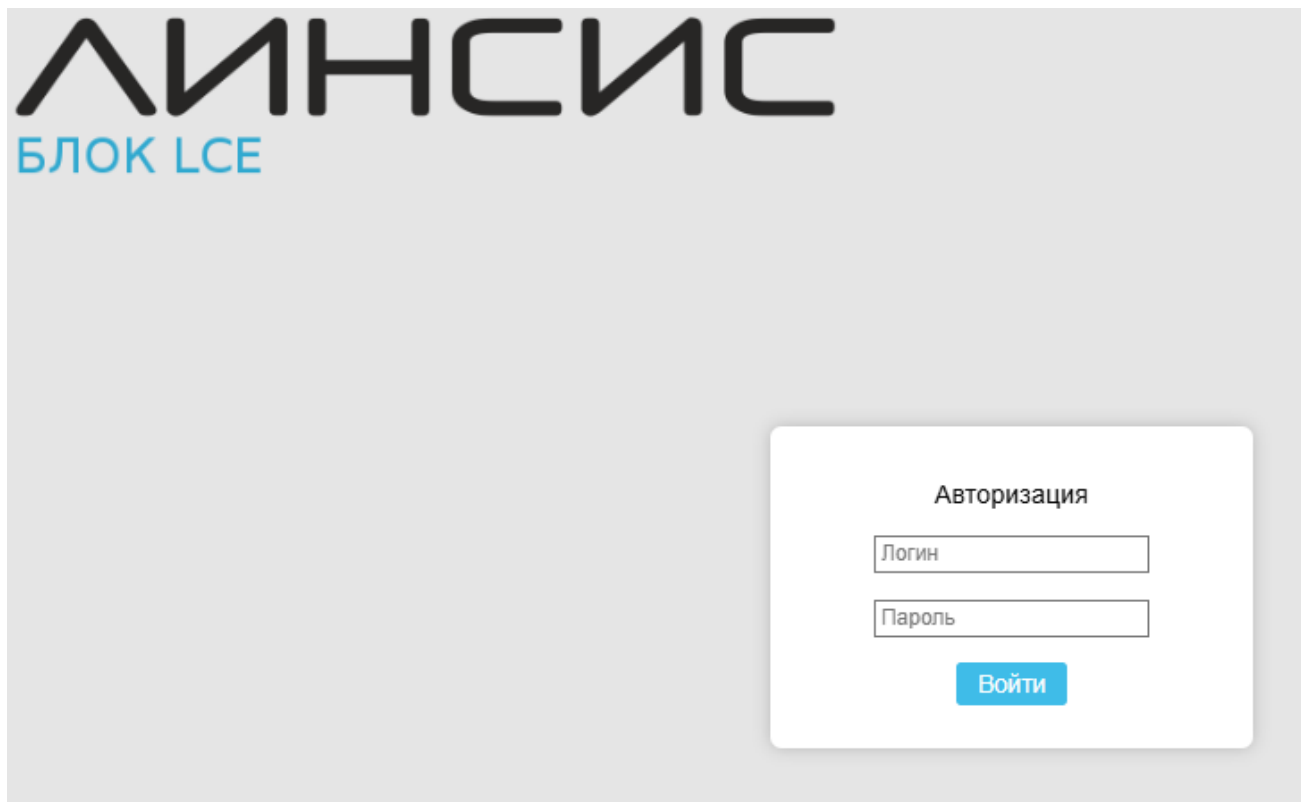 ЛИНСИС
БЛОК LCE
Авторизация
Логин
Пароль
Войти